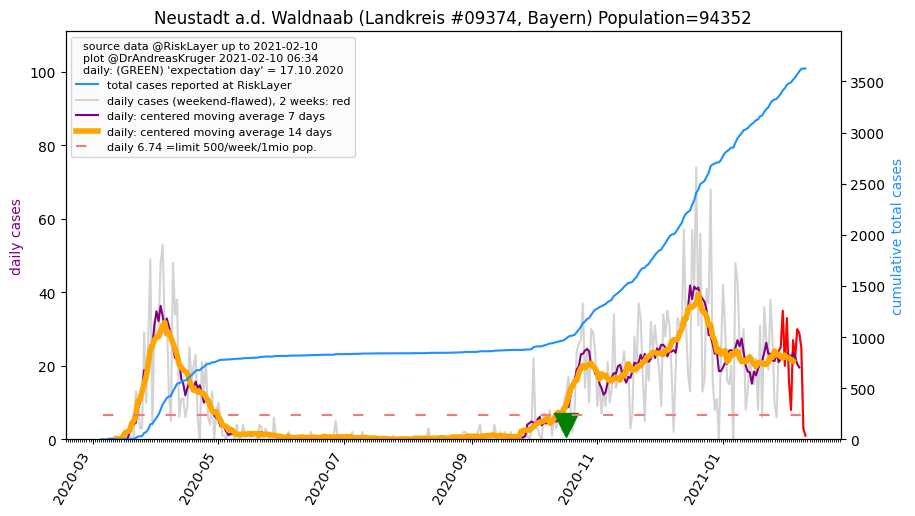 Neustadt a.d. Waldnaab (Landkreis #09374, Bayern) Population=94352
source data @RiskLayer up to 2021-02-10
plot @DrAndreasKruger 2021-02-10 06:34
daily: (GREEN) 'expectation day' = 17.10.2020
total cases reported at RiskLayer
daily cases (weekend-flawed), 2 weeks: red
daily: centered moving average 7 days
daily: centered moving average 14 days
daily 6.74 =limit 500/week/1mio pop.
daily cases
100
80
60
40
20
0
cumulative total cases
3500
3000
2500
2000
1500
1000
500
0
2020-03
2020-05
2020-07
2020-09
2020-11
2021-01